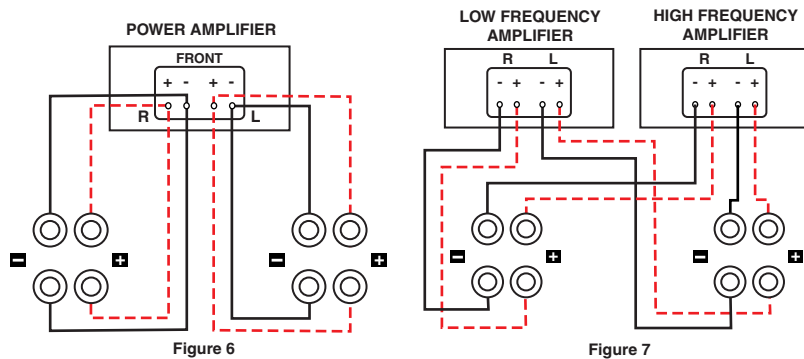 POWER AMPLIFIER
FRONT
+ - + -
R L
- + - +
Figure 6
LOW FREQUENCY
AMPLIFIER
R L
- + - +
HIGH FREQUENCY
AMPLIFIER
R L
- + - +
- + - +
Figure 7